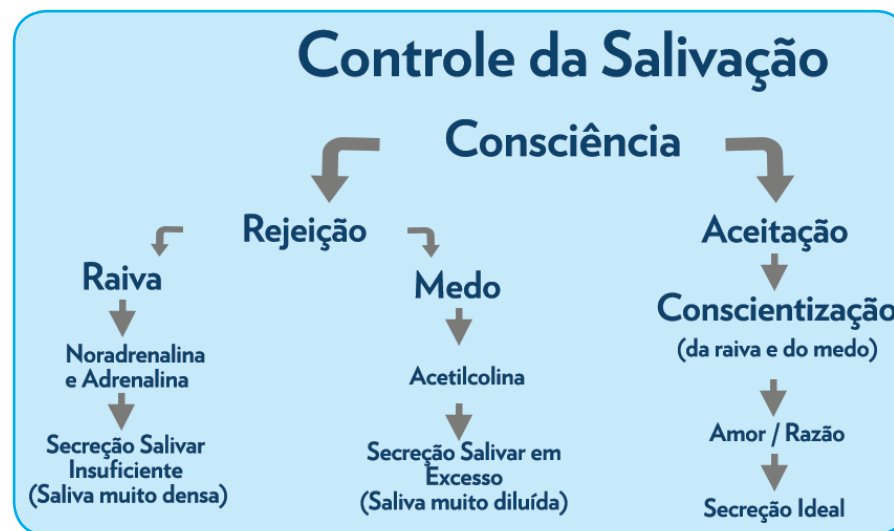 Controle da Salivação
Consciência
Rejeição
Aceitação
Raiva
Medo
Conscientização
(da raiva e do medo)
Noradrenalina
e Adrenalina
Acetilcolina
Amor / Razão
Secreção Salivar
Insuficiente
(Saliva muito densa)
Secreção Salivar em
Excesso
(Saliva muito diluída)
Secreção Ideal